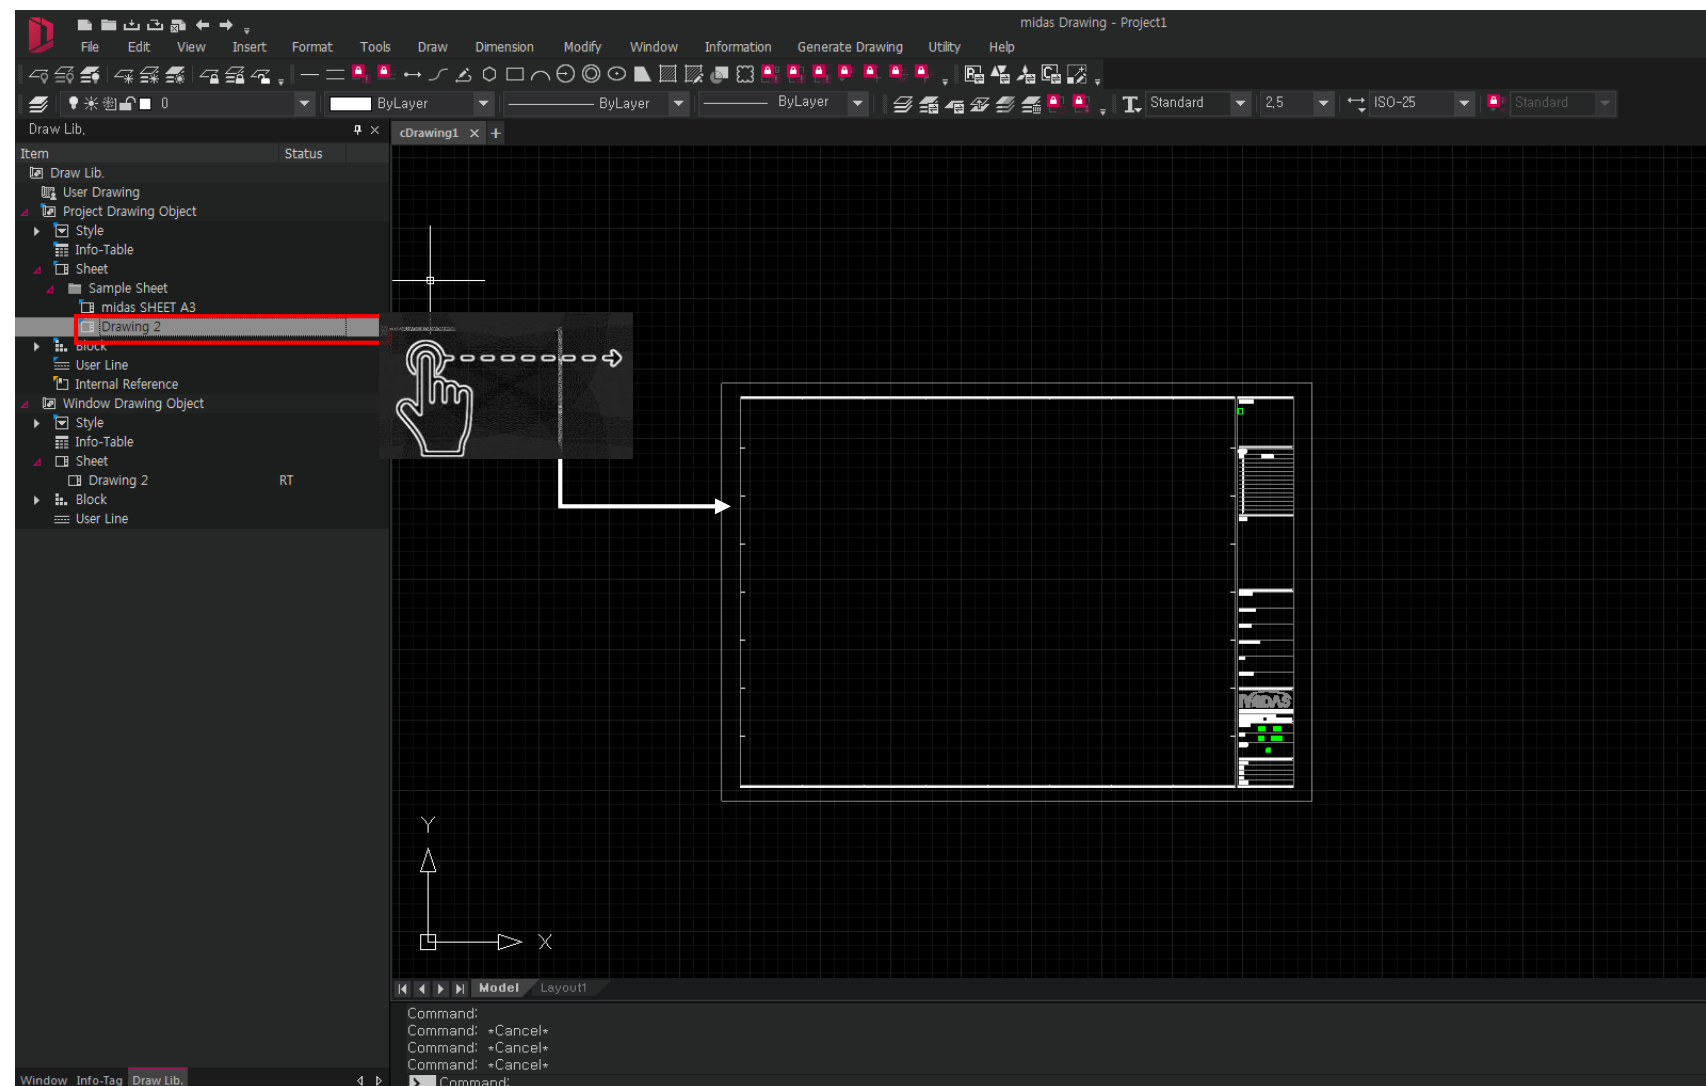 midas Drawing - Project1
File Edit View Insert Format Tools Draw Dimension Modify Window Information Generate Drawing Utility Help
0 ByLayer ByLayer ByLayer Standard 2,5 ISO-25 Standard
Draw Lib,
cDrawing1
Item Status
Draw Lib.
User Drawing
Project Drawing Object
Style
Info-Table
Sheet
Sample Sheet
midas SHEET A3
Drawing 2
Block
User Line
Internal Reference
Window Drawing Object
Style
Info-Table
Sheet
Drawing 2 RT
Block
User Line
MIDAS
Y
X
Model Layout1
Command:
Command: *Cancel*
Command: *Cancel*
Command: *Cancel*
Command:
Window Info-Tag Draw Lib.